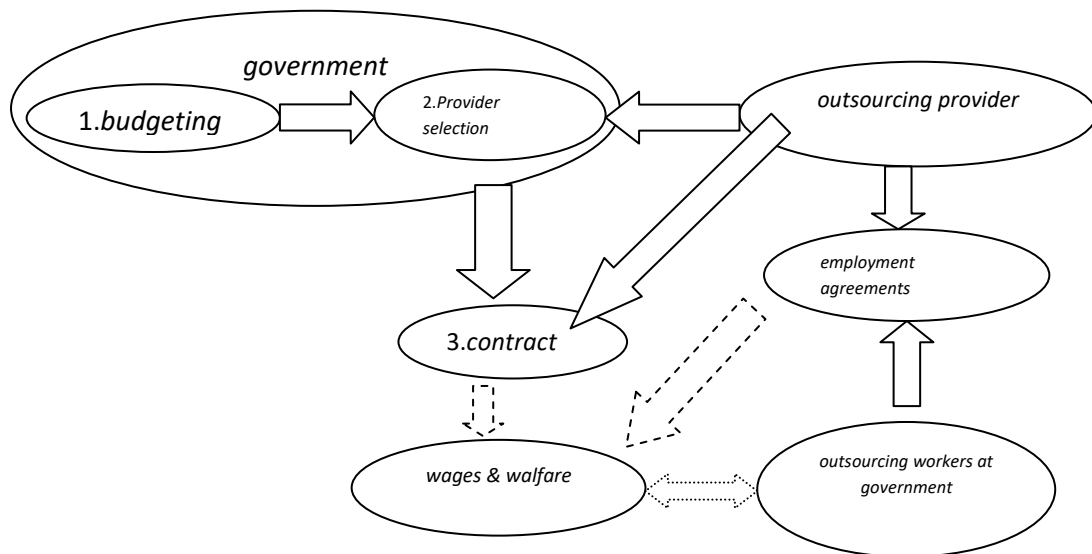 government
1.budgeting
2.Provider
selection
outsourcing provider
employment
agreements
3.contract
wages & walfare
outsourcing workers at
government